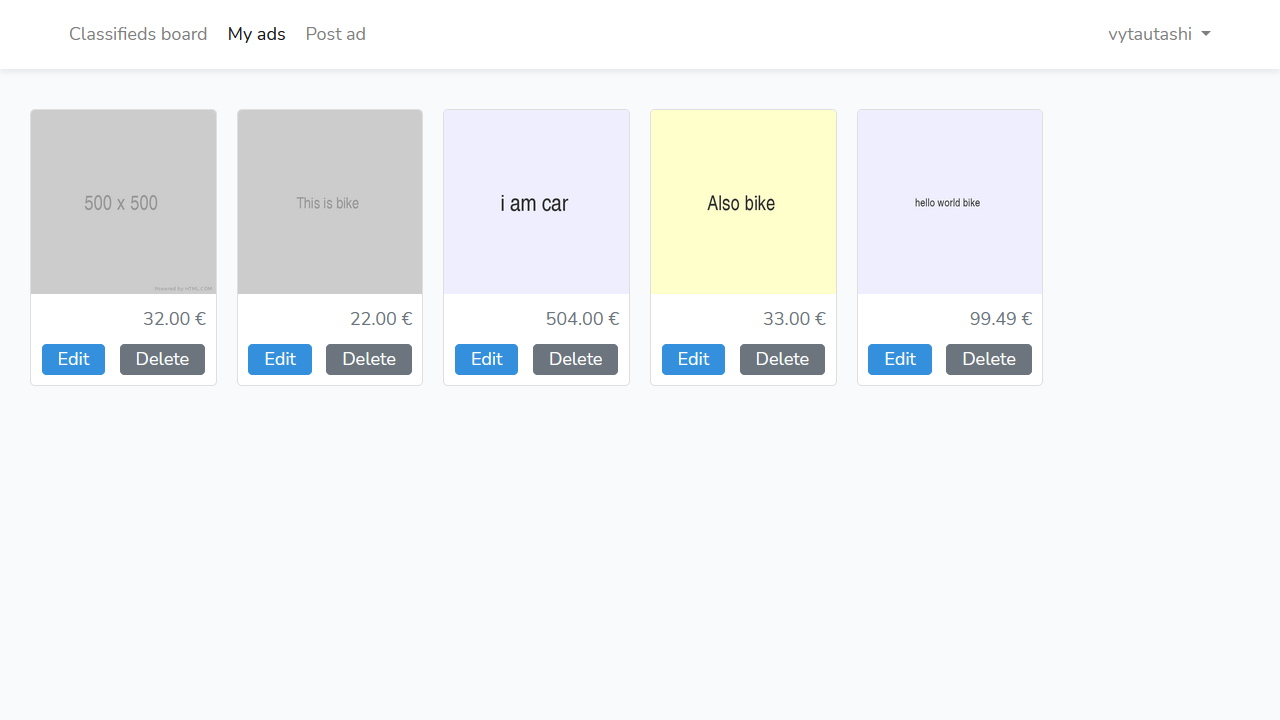 Classifieds board My ads Post ad vytautashi
500 x 500
Powered by HTML.COM
32.00 €
Edit Delete
This is bike
22.00 €
Edit Delete
i am car
504.00 €
Edit Delete
Also bike
33.00 €
Edit Delete
hello world bike
99.49 €
Edit Delete